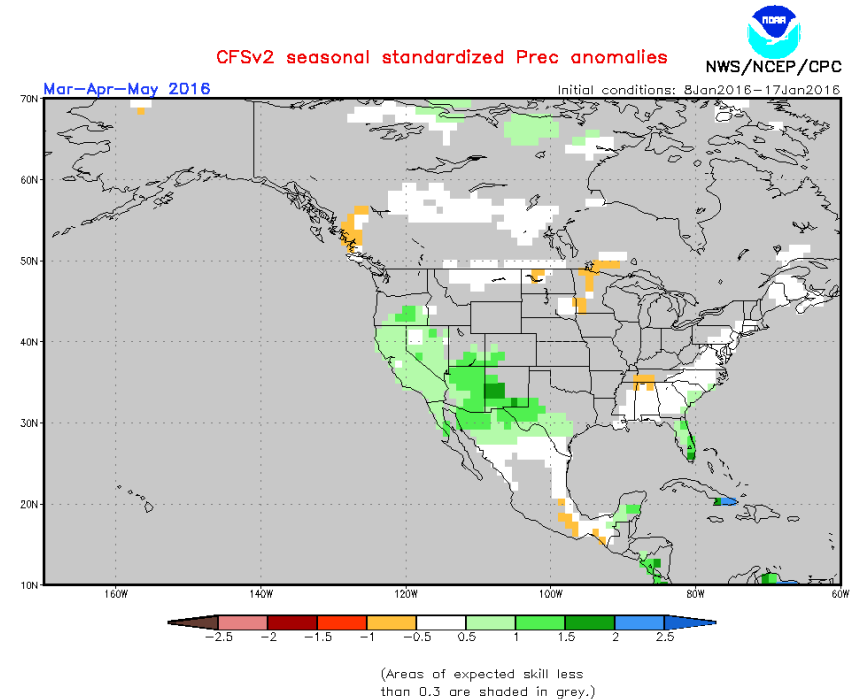 NOAA
CFSv2 seasonal standardized Prec anomalies
NWS/NCEP/CPC
Mar-Apr-May 2016
Initial conditions: 8Jan2016-17Jan2016
70N
60N
50N
40N
30N
20N
10N
160W 140W 120W 100W 80W 60W
-2.5 -2 -1.5 -1 -0.5 0.5 1 1.5 2 2.5
(Areas of expected skill less
than 0.3 are shaded in grey.)